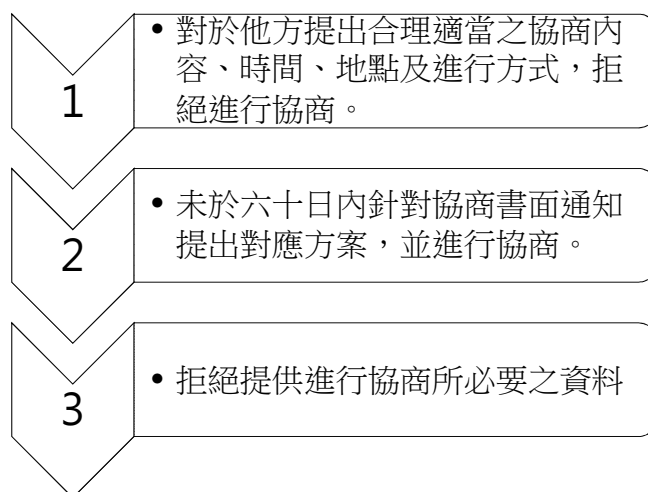 1
• 對於他方提出合理適當之協商內
容、時間、地點及進行方式，拒
絕進行協商。
2
• 未於六十日內針對協商書面通知
提出對應方案，並進行協商。
3
• 拒絕提供進行協商所必要之資料